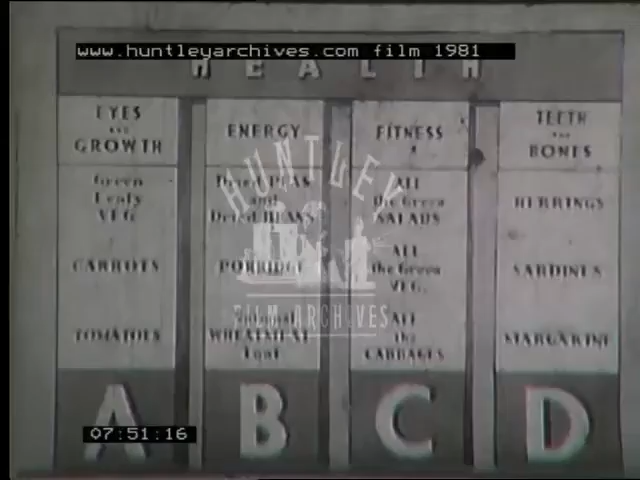 www.huntleyarchives.com film 1981
HEALTH
EYES
AND
GROWTH
Green
Leafy
VEG.
CARROTS
TOMATOES
ENERGY
Dried PEAS
and
Dried BEANS
PORRIDGE
WHEATMEAL
Loaf
FITNESS
ALL
the Green
SALADS
ALL
the Green
VEG.
ALL
the
CABBAGES
TEETH
AND
BONES
HERRINGS
SARDINES
MARGARINE
A B C D
HUNTLEY
FILM ARCHIVES
07:51:16